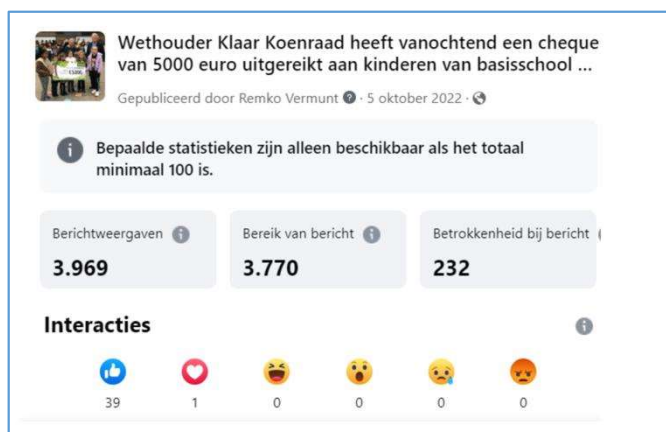 Wethouder Klaar Koenraad heeft vanochtend een cheque
van 5000 euro uitgereikt aan kinderen van basisschool ...
Gepubliceerd door Remko Vermunt · 5 oktober 2022 ·
Bepaalde statistieken zijn alleen beschikbaar als het totaal
minimaal 100 is.
Berichtweergaven Bereik van bericht Betrokkenheid bij bericht
3.969 3.770 232
Interacties
39 1 0 0 0 0